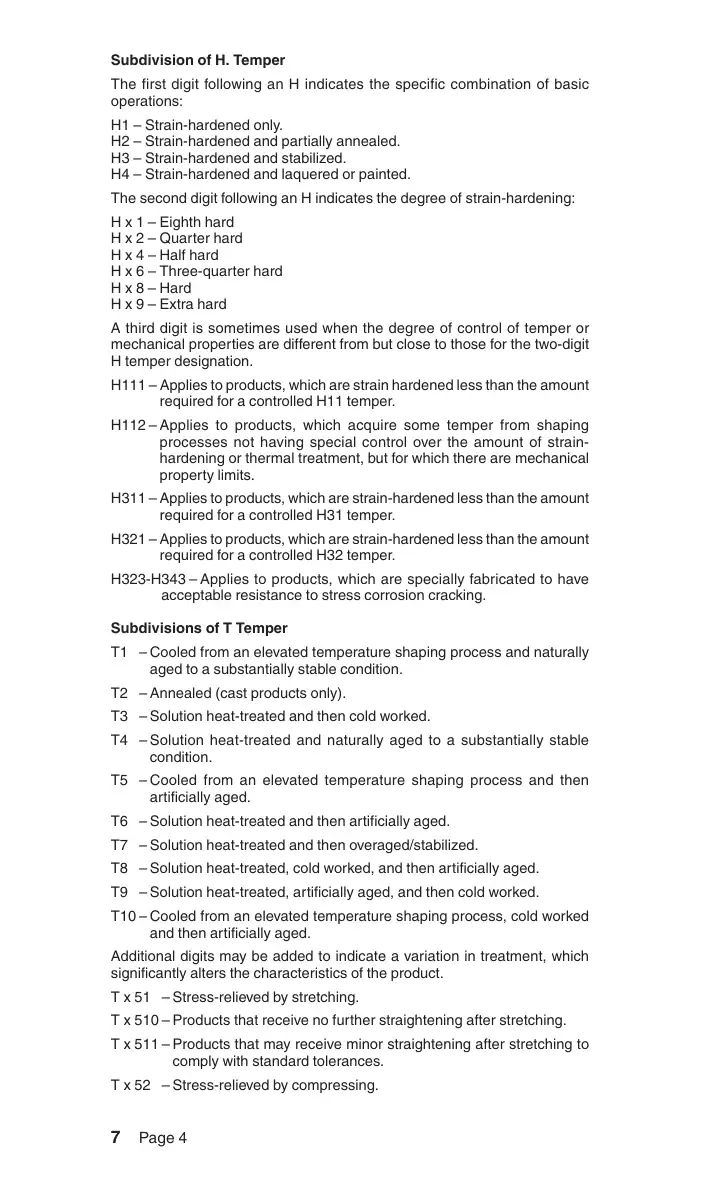 Subdivision of H. Temper
The first digit following an H indicates the specific combination of basic
operations:
H1 – Strain-hardened only.
H2 – Strain-hardened and partially annealed.
H3 – Strain-hardened and stabilized.
H4 – Strain-hardened and laquered or painted.
The second digit following an H indicates the degree of strain-hardening:
H x 1 – Eighth hard
H x 2 – Quarter hard
H x 4 – Half hard
H x 6 – Three-quarter hard
H x 8 – Hard
H x 9 – Extra hard
A third digit is sometimes used when the degree of control of temper or
mechanical properties are different from but close to those for the two-digit
H temper designation.
H111 – Applies to products, which are strain hardened less than the amount
required for a controlled H11 temper.
H112 – Applies to products, which acquire some temper from shaping
processes not having special control over the amount of strain-
hardening or thermal treatment, but for which there are mechanical
property limits.
H311 – Applies to products, which are strain-hardened less than the amount
required for a controlled H31 temper.
H321 – Applies to products, which are strain-hardened less than the amount
required for a controlled H32 temper.
H323-H343 – Applies to products, which are specially fabricated to have
acceptable resistance to stress corrosion cracking.
Subdivisions of T Temper
T1 – Cooled from an elevated temperature shaping process and naturally
aged to a substantially stable condition.
T2 – Annealed (cast products only).
T3 – Solution heat-treated and then cold worked.
T4 – Solution heat-treated and naturally aged to a substantially stable
condition.
T5 – Cooled from an elevated temperature shaping process and then
artificially aged.
T6 – Solution heat-treated and then artificially aged.
T7 – Solution heat-treated and then overaged/stabilized.
T8 – Solution heat-treated, cold worked, and then artificially aged.
T9 – Solution heat-treated, artificially aged, and then cold worked.
T10 – Cooled from an elevated temperature shaping process, cold worked
and then artificially aged.
Additional digits may be added to indicate a variation in treatment, which
significantly alters the characteristics of the product.
T x 51 – Stress-relieved by stretching.
T x 510 – Products that receive no further straightening after stretching.
T x 511 – Products that may receive minor straightening after stretching to
comply with standard tolerances.
T x 52 – Stress-relieved by compressing.
7 Page 4